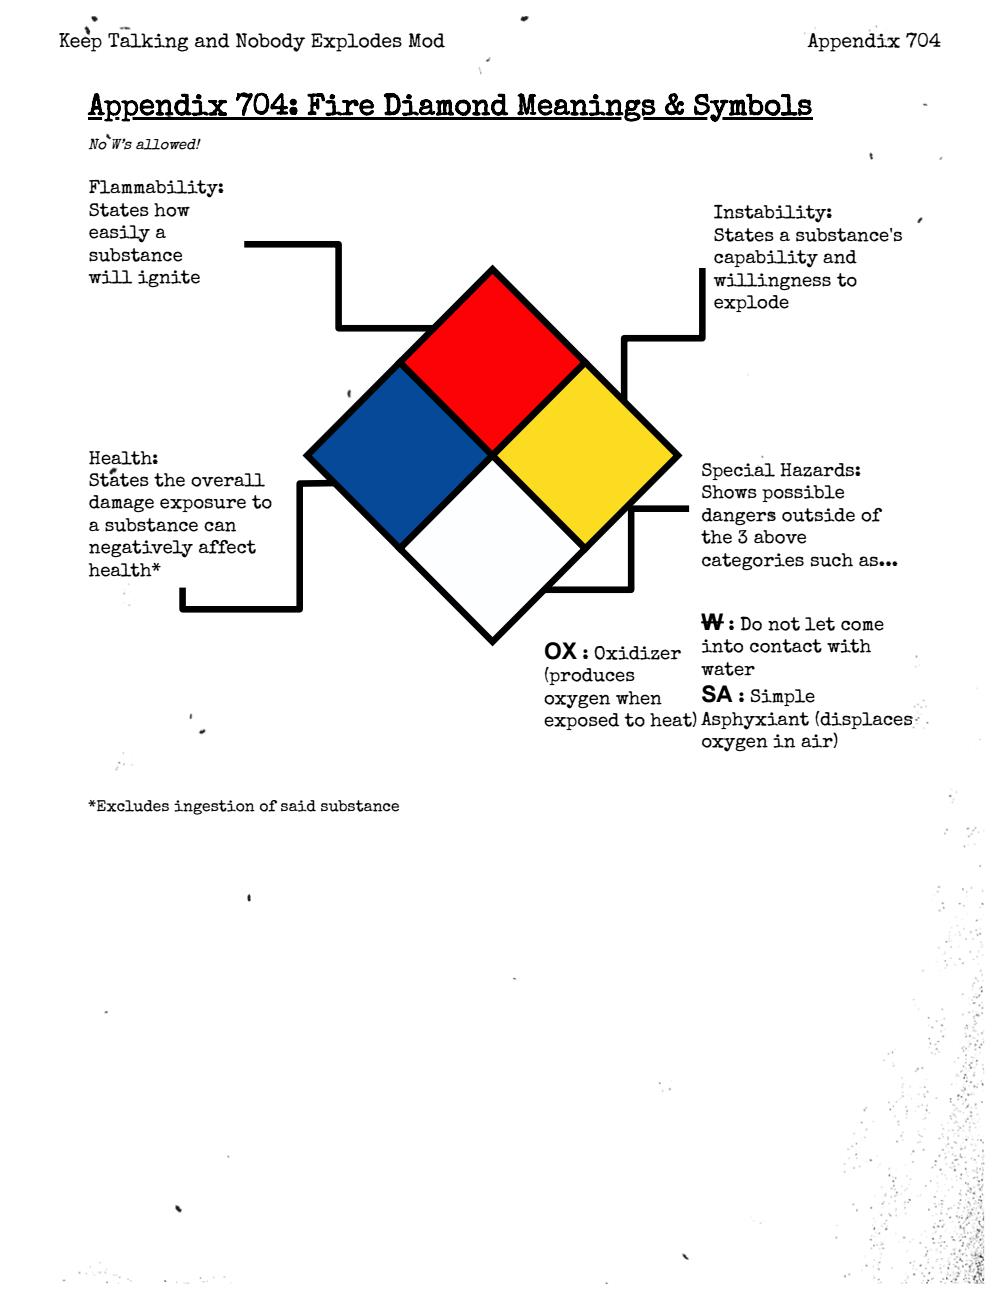 Keep Talking and Nobody Explodes Mod
Appendix 704
Appendix 704: Fire Diamond Meanings & Symbols
No W's allowed!
Flammability:
States how
easily a
substance
will ignite
Instability:
States a substance's
capability and
willingness to
explode
Health:
States the overall
damage exposure to
a substance can
negatively affect
health*
Special Hazards:
Shows possible
dangers outside of
the 3 above
categories such as...
OX : Oxidizer
(produces
oxygen when
exposed to heat)
W : Do not let come
into contact with
water
SA : Simple
Asphyxiant (displaces
oxygen in air)
*Excludes ingestion of said substance